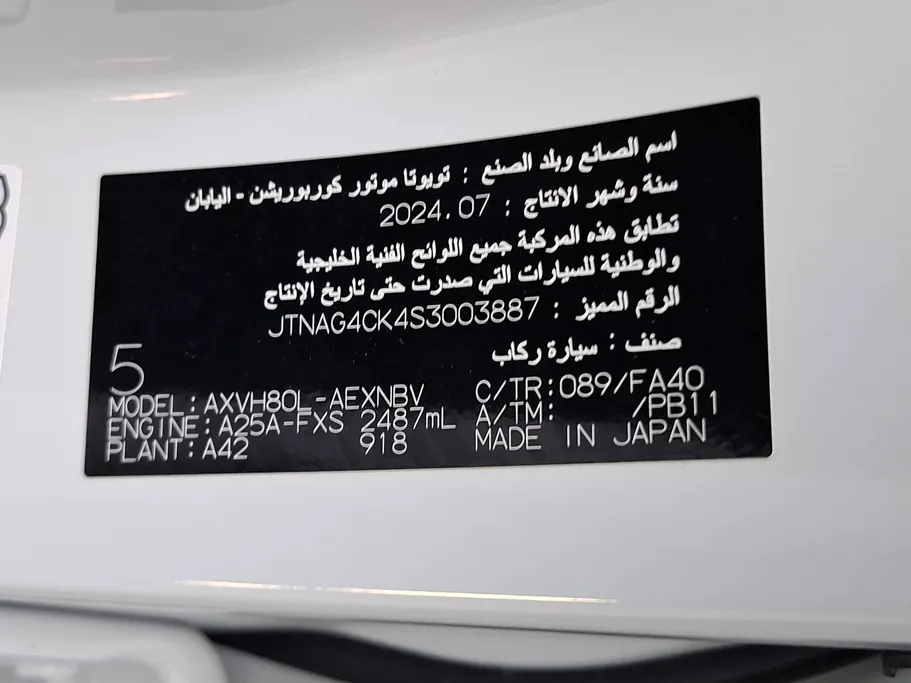 اسم الصانع وبلد الصنع : تويوتا موتور كوربوريشن - اليابان
سنة وشهر الانتاج : 2024.07
تطابق هذه المركبة جميع اللوائح الفنية الخليجية
والوطنية للسيارات التي صدرت حتى تاريخ الإنتاج
الرقم المميز : JTNAG4CK4S3003887
صنف : سيارة ركاب
5
MODEL:AXVH80L-AEXNBV C/TR:089/FA40
ENGINE:A25A-FXS 2487mL A/TM: /PB11
PLANT:A42 918 MADE IN JAPAN